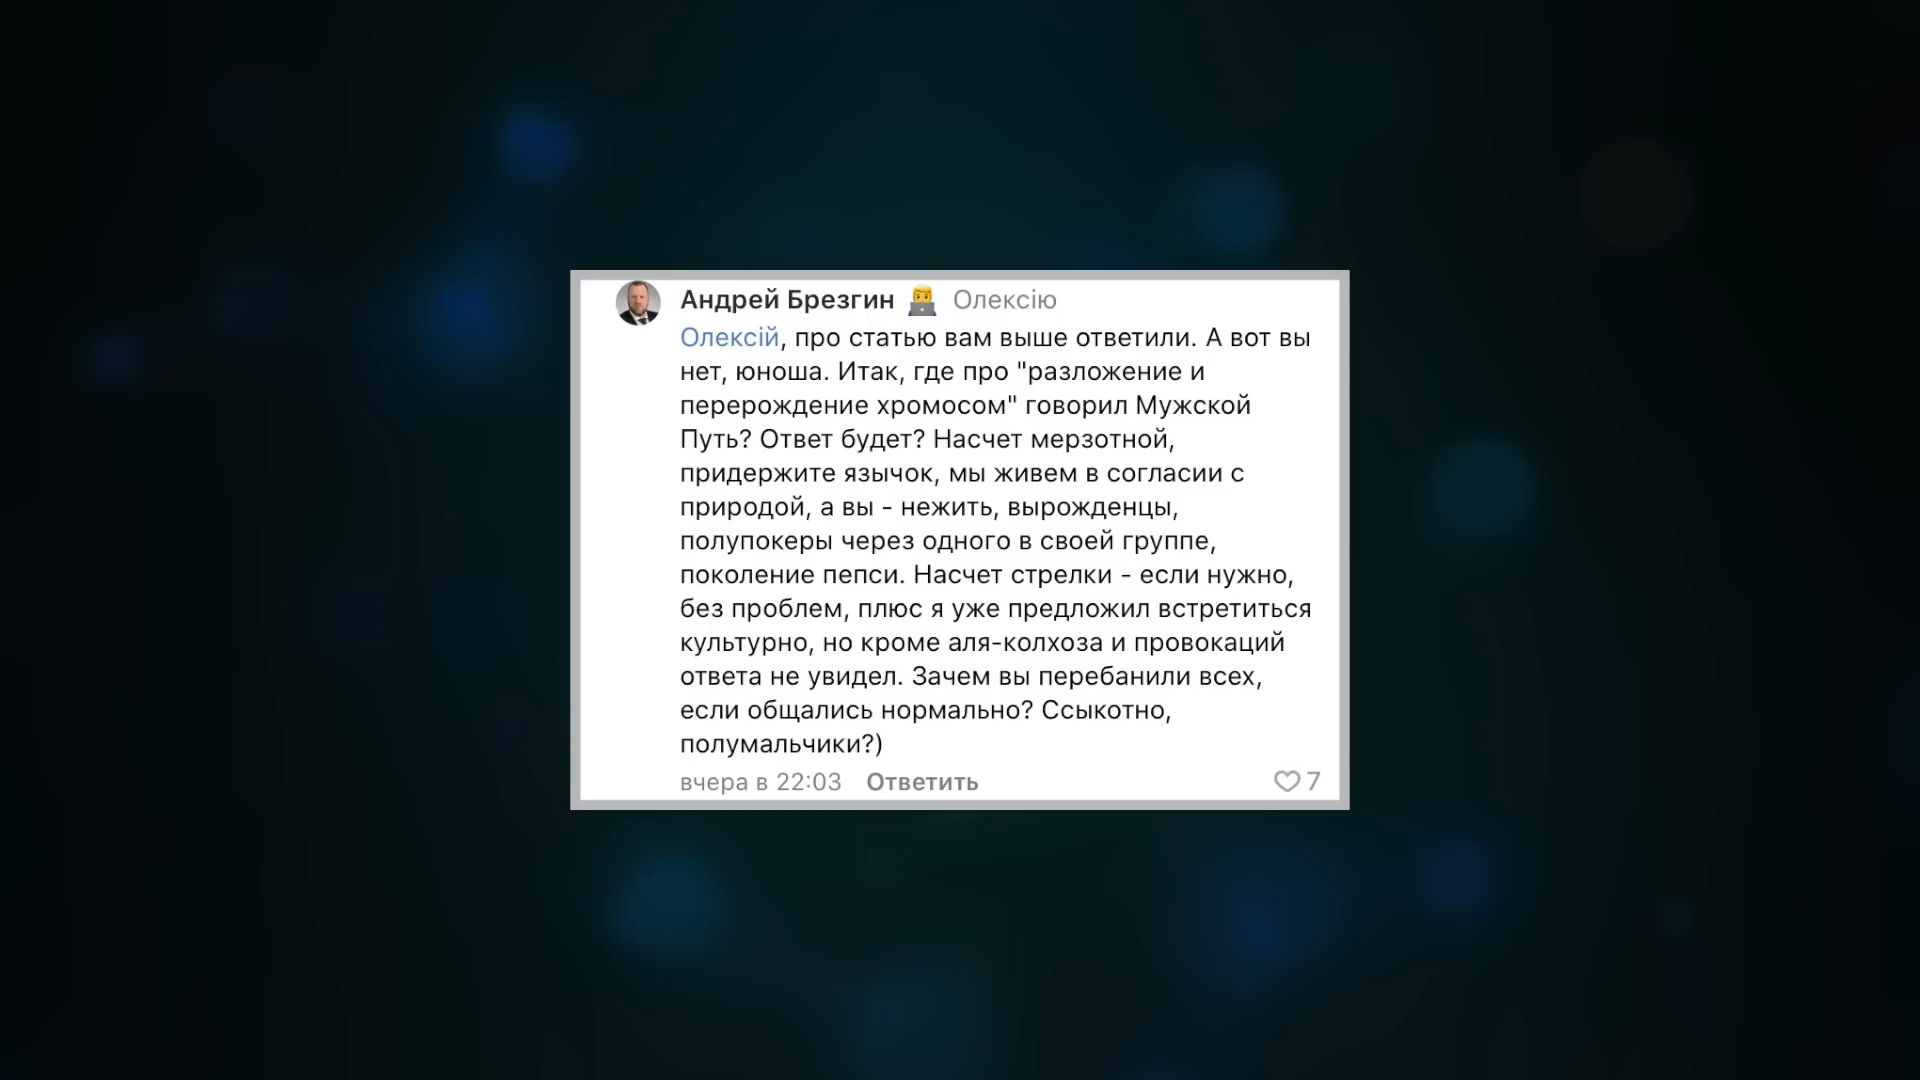 Андрей Брезгин 👨‍💻 Олексію
Олексій, про статью вам выше ответили. А вот вы
нет, юноша. Итак, где про "разложение и
перерождение хромосом" говорил Мужской
Путь? Ответ будет? Насчет мерзотной,
придержите язычок, мы живем в согласии с
природой, а вы - нежить, вырожденцы,
полупокеры через одного в своей группе,
поколение пепси. Насчет стрелки - если нужно,
без проблем, плюс я уже предложил встретиться
культурно, но кроме аля-колхоза и провокаций
ответа не увидел. Зачем вы перебанили всех,
если общались нормально? Ссыкотно,
полумальчики?)
вчера в 22:03 Ответить 7